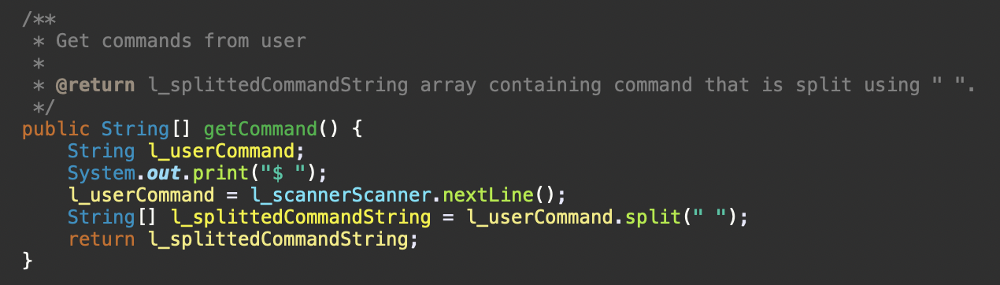 /**
 * Get commands from user
 *
 * @return l_splittedCommandString array containing command that is split using " ".
 */
public String[] getCommand() {
    String l_userCommand;
    System.out.print("$ ");
    l_userCommand = l_scannerScanner.nextLine();
    String[] l_splittedCommandString = l_userCommand.split(" ");
    return l_splittedCommandString;
}